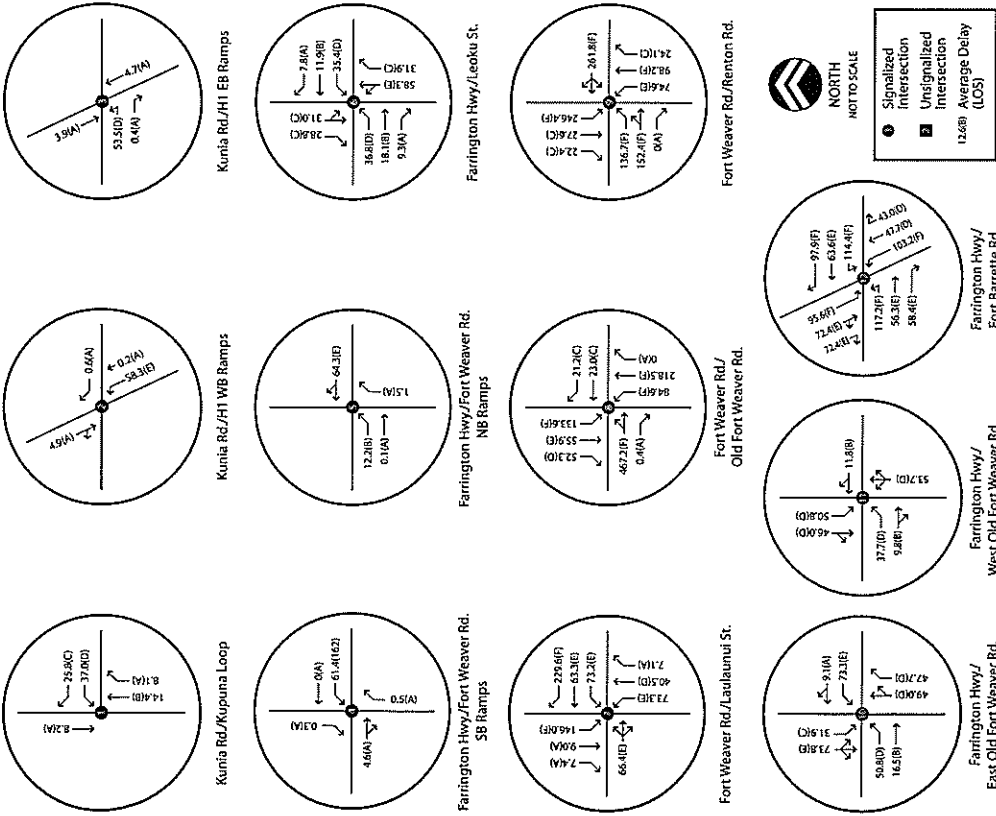 8.2(A)
25.8(C)
37.0(D)
14.4(B)
8.1(A)
Kunia Rd./Kupuna Loop
4.9(A)
0.6(A)
0.2(A)
58.3(E)
Kunia Rd./H1 WB Ramps
3.9(A)
53.5(D)
0.4(A)
4.7(A)
Kunia Rd./H1 EB Ramps
0.3(A)
0(A)
61.4(162)
4.6(A)
0.5(A)
Farrington Hwy./Fort Weaver Rd.
SB Ramps
64.3(E)
12.2(B)
0.1(A)
1.5(A)
Farrington Hwy./Fort Weaver Rd.
NB Ramps
28.8(C)
31.0(C)
7.8(A)
11.9(B)
35.4(D)
36.8(D)
18.1(B)
9.3(A)
58.3(E)
31.9(C)
Farrington Hwy/Leoku St.
7.4(A)
9.0(A)
146.0(F)
229.6(F)
63.3(E)
73.2(E)
66.4(E)
73.3(E)
40.5(D)
7.1(A)
Fort Weaver Rd./Laulaunui St.
52.3(D)
55.9(E)
133.6(F)
21.2(C)
23.0(C)
467.2(F)
0.4(A)
84.6(F)
218.5(F)
0(A)
Fort Weaver Rd./
Old Fort Weaver Rd.
22.4(C)
27.6(C)
246.4(F)
261.8(F)
136.7(F)
152.4(F)
0(A)
74.6(E)
98.2(F)
24.1(C)
Fort Weaver Rd./Renton Rd.
73.8(E)
31.9(C)
9.1(A)
73.3(E)
50.8(D)
16.5(B)
49.0(D)
47.7(D)
Farrington Hwy./
East Old Fort Weaver Rd.
46.0(D)
50.8(D)
11.8(B)
37.7(D)
9.8(B)
53.7(D)
Farrington Hwy./
West Old Fort Weaver Rd.
72.4(E)
72.4(E)
95.6(F)
97.9(F)
63.6(E)
114.4(F)
117.2(F)
56.3(E)
58.4(E)
103.2(F)
47.7(D)
43.0(D)
Farrington Hwy./
Fort Barrette Rd.
NORTH
NOT TO SCALE
Signalized
Intersection
Unsignalized
Intersection
12.6(B) Average Delay
(LOS)